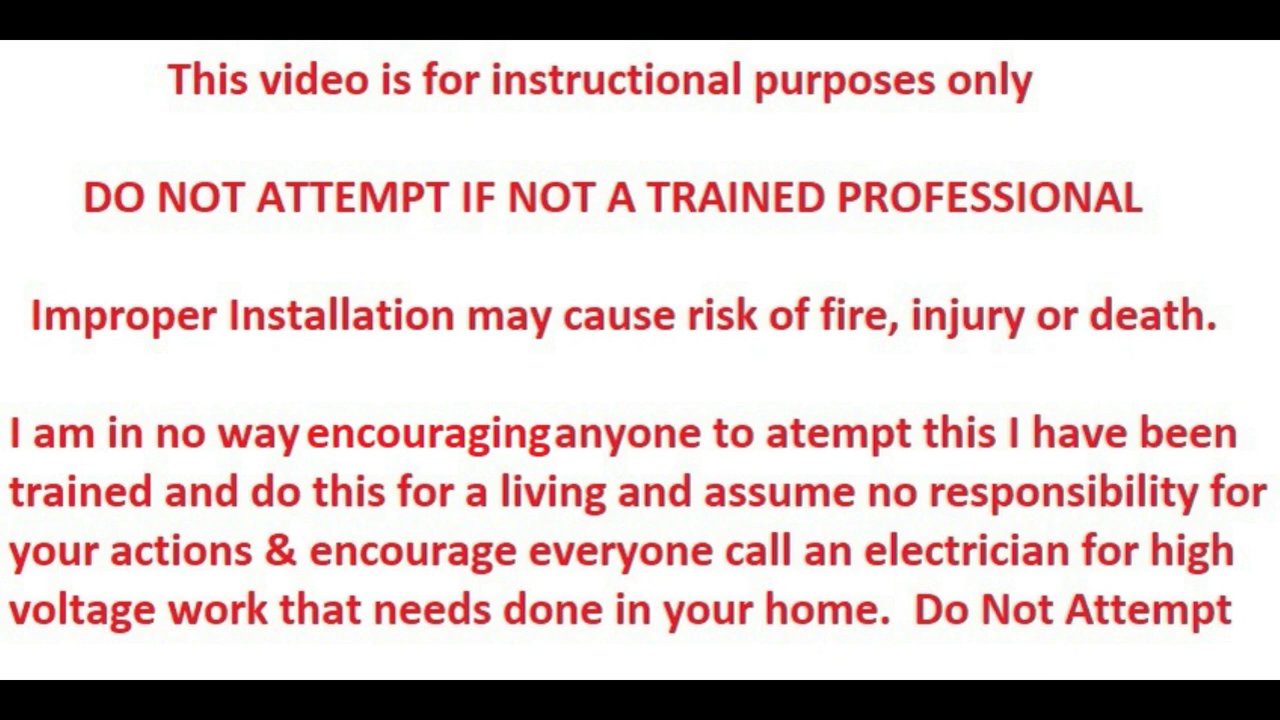 This video is for instructional purposes only
DO NOT ATTEMPT IF NOT A TRAINED PROFESSIONAL
Improper Installation may cause risk of fire, injury or death.
I am in no way encouraging anyone to atempt this I have been
trained and do this for a living and assume no responsibility for
your actions & encourage everyone call an electrician for high
voltage work that needs done in your home.  Do Not Attempt